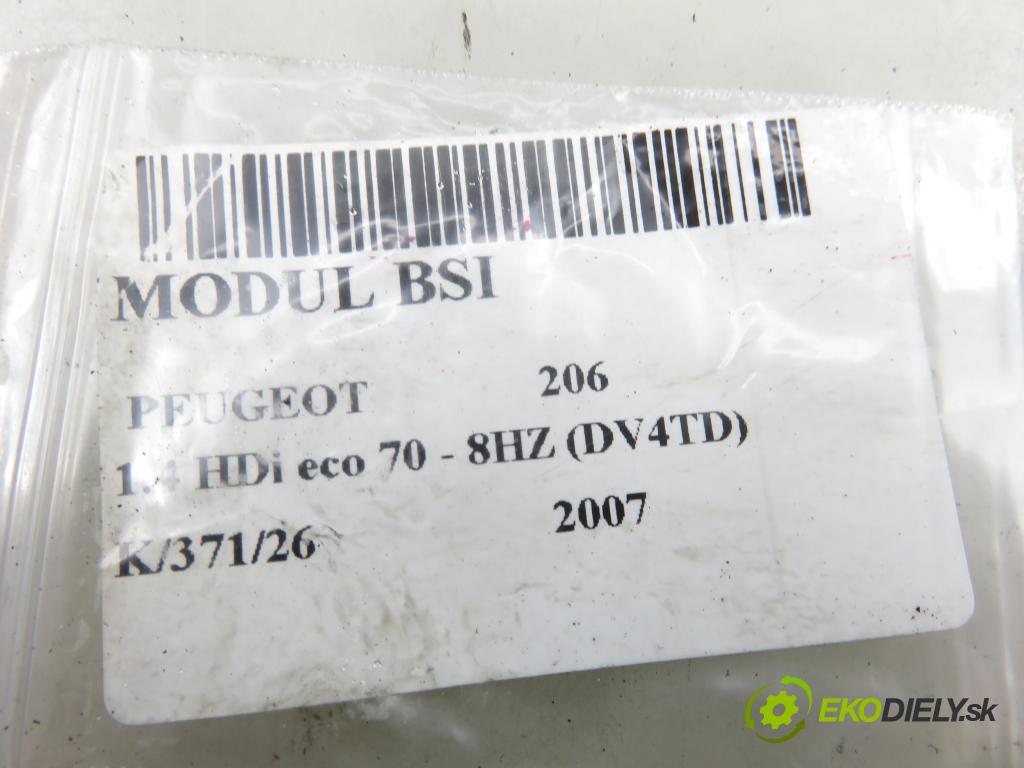 MODUL BSI
PEUGEOT 206
1.4 HDi eco 70 - 8HZ (DV4TD)
K/371/26 2007
EKODIELY.sk